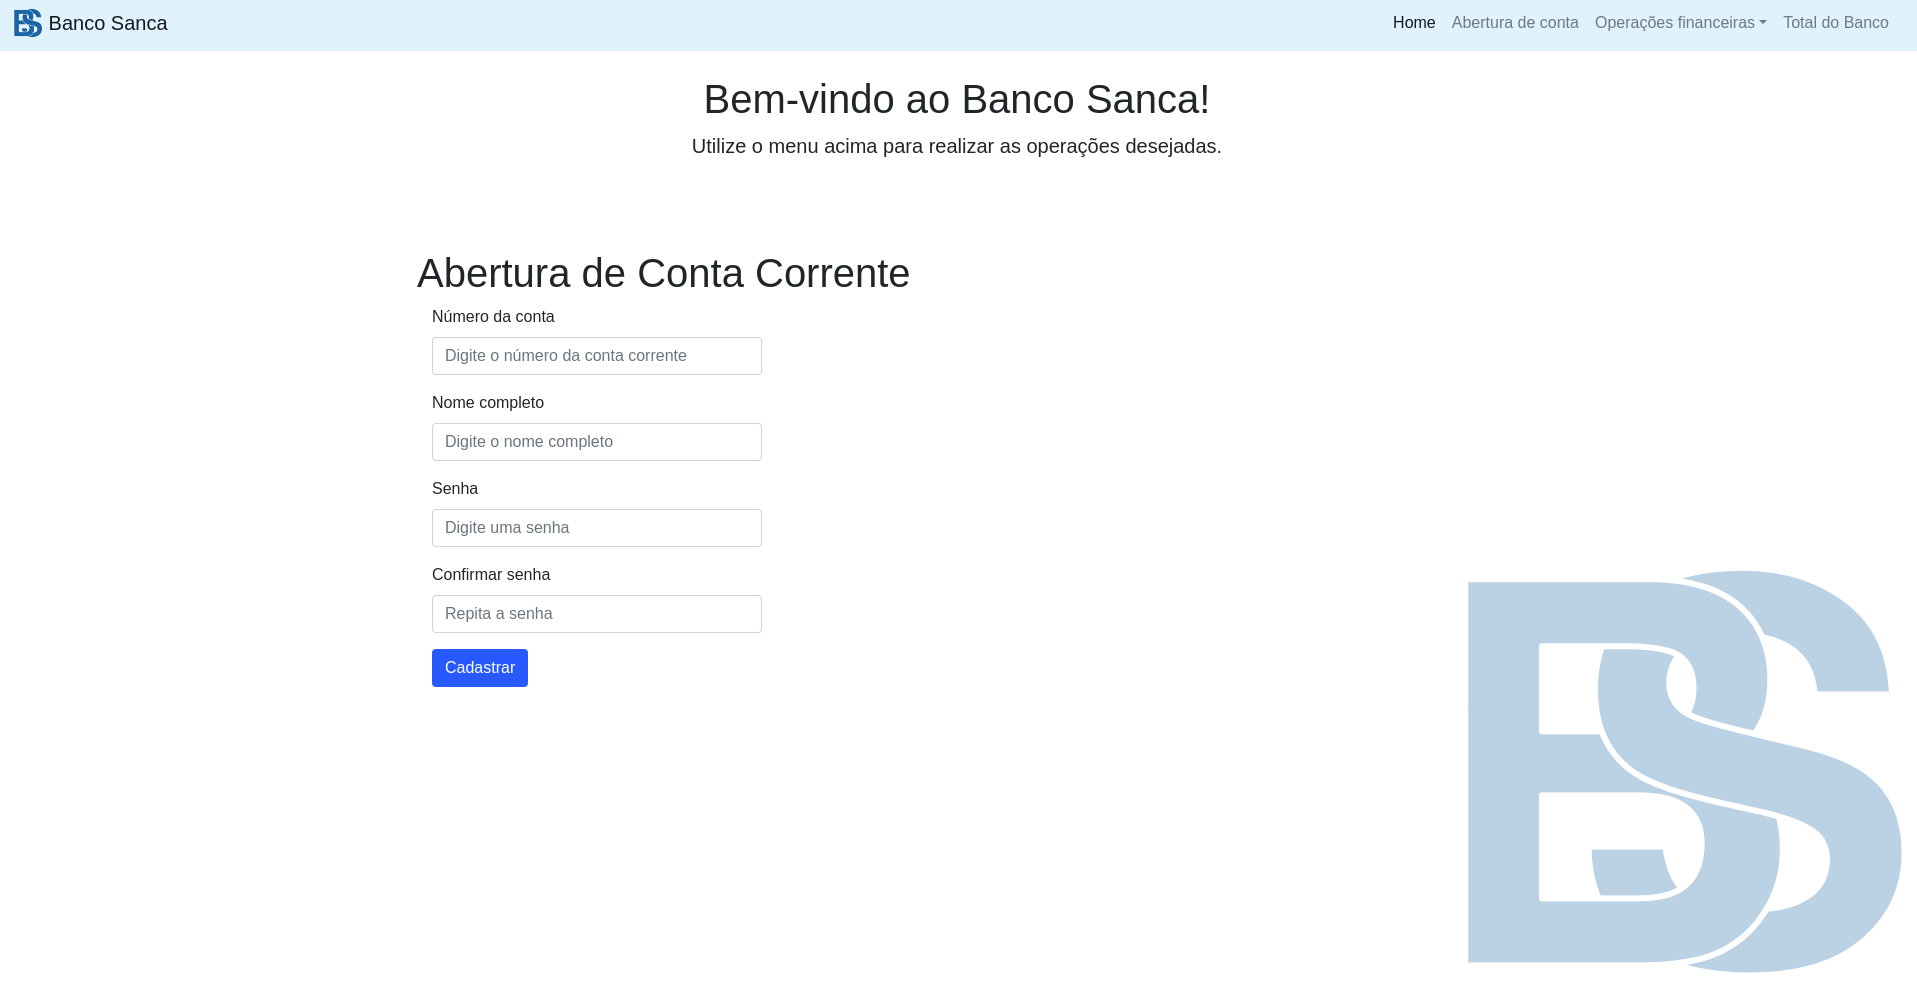 BS Banco Sanca
Home Abertura de conta Operações financeiras Total do Banco
Bem-vindo ao Banco Sanca!
Utilize o menu acima para realizar as operações desejadas.
Abertura de Conta Corrente
Número da conta
Digite o número da conta corrente
Nome completo
Digite o nome completo
Senha
Digite uma senha
Confirmar senha
Repita a senha
Cadastrar
BS